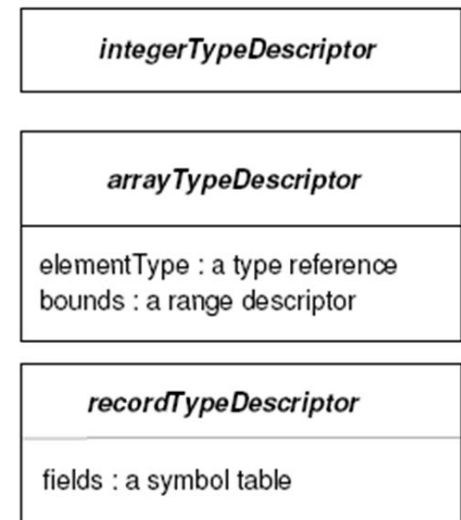 integerTypeDescriptor
arrayTypeDescriptor
elementType : a type reference
bounds : a range descriptor
recordTypeDescriptor
fields : a symbol table